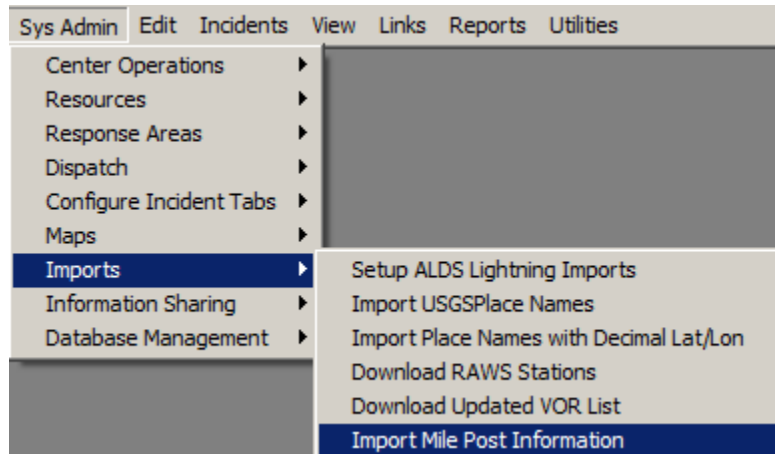 Sys Admin Edit Incidents View Links Reports Utilities
Center Operations
Resources
Response Areas
Dispatch
Configure Incident Tabs
Maps
Imports
Information Sharing
Database Management
Setup ALDS Lightning Imports
Import USGSPlace Names
Import Place Names with Decimal Lat/Lon
Download RAWS Stations
Download Updated VOR List
Import Mile Post Information